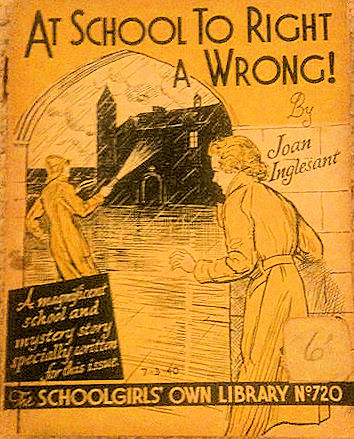 AT SCHOOL TO RIGHT
A WRONG!
By
Joan
Inglesant
A magnificent
school and
mystery story
specially written
for this issue.
7-3-40
6d
The SCHOOLGIRLS' OWN LIBRARY No 720